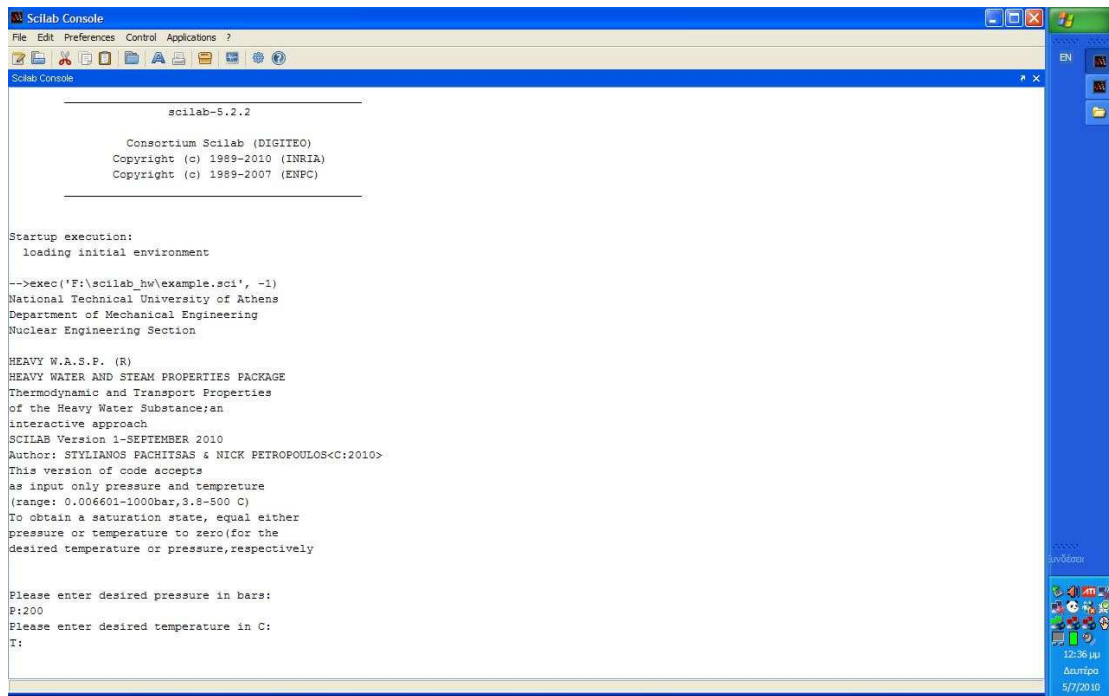 Scilab Console
File Edit Preferences Control Applications ?
Scilab Console
scilab-5.2.2
Consortium Scilab (DIGITEO)
Copyright (c) 1989-2010 (INRIA)
Copyright (c) 1989-2007 (ENPC)
Startup execution:
loading initial environment
-->exec('F:\scilab_hw\example.sci', -1)
National Technical University of Athens
Department of Mechanical Engineering
Nuclear Engineering Section
HEAVY W.A.S.P. (R)
HEAVY WATER AND STEAM PROPERTIES PACKAGE
Thermodynamic and Transport Properties
of the Heavy Water Substance;an
interactive approach
SCILAB Version 1-SEPTEMBER 2010
Author: STYLIANOS PACHITSAS & NICK PETROPOULOS<C:2010>
This version of code accepts
as input only pressure and tempreture
(range: 0.006601-1000bar,3.8-500 C)
To obtain a saturation state, equal either
pressure or temperature to zero(for the
desired temperature or pressure,respectively
Please enter desired pressure in bars:
P:200
Please enter desired temperature in C:
T:
EN
ATI
12:36 μμ
Δευτέρα
5/7/2010